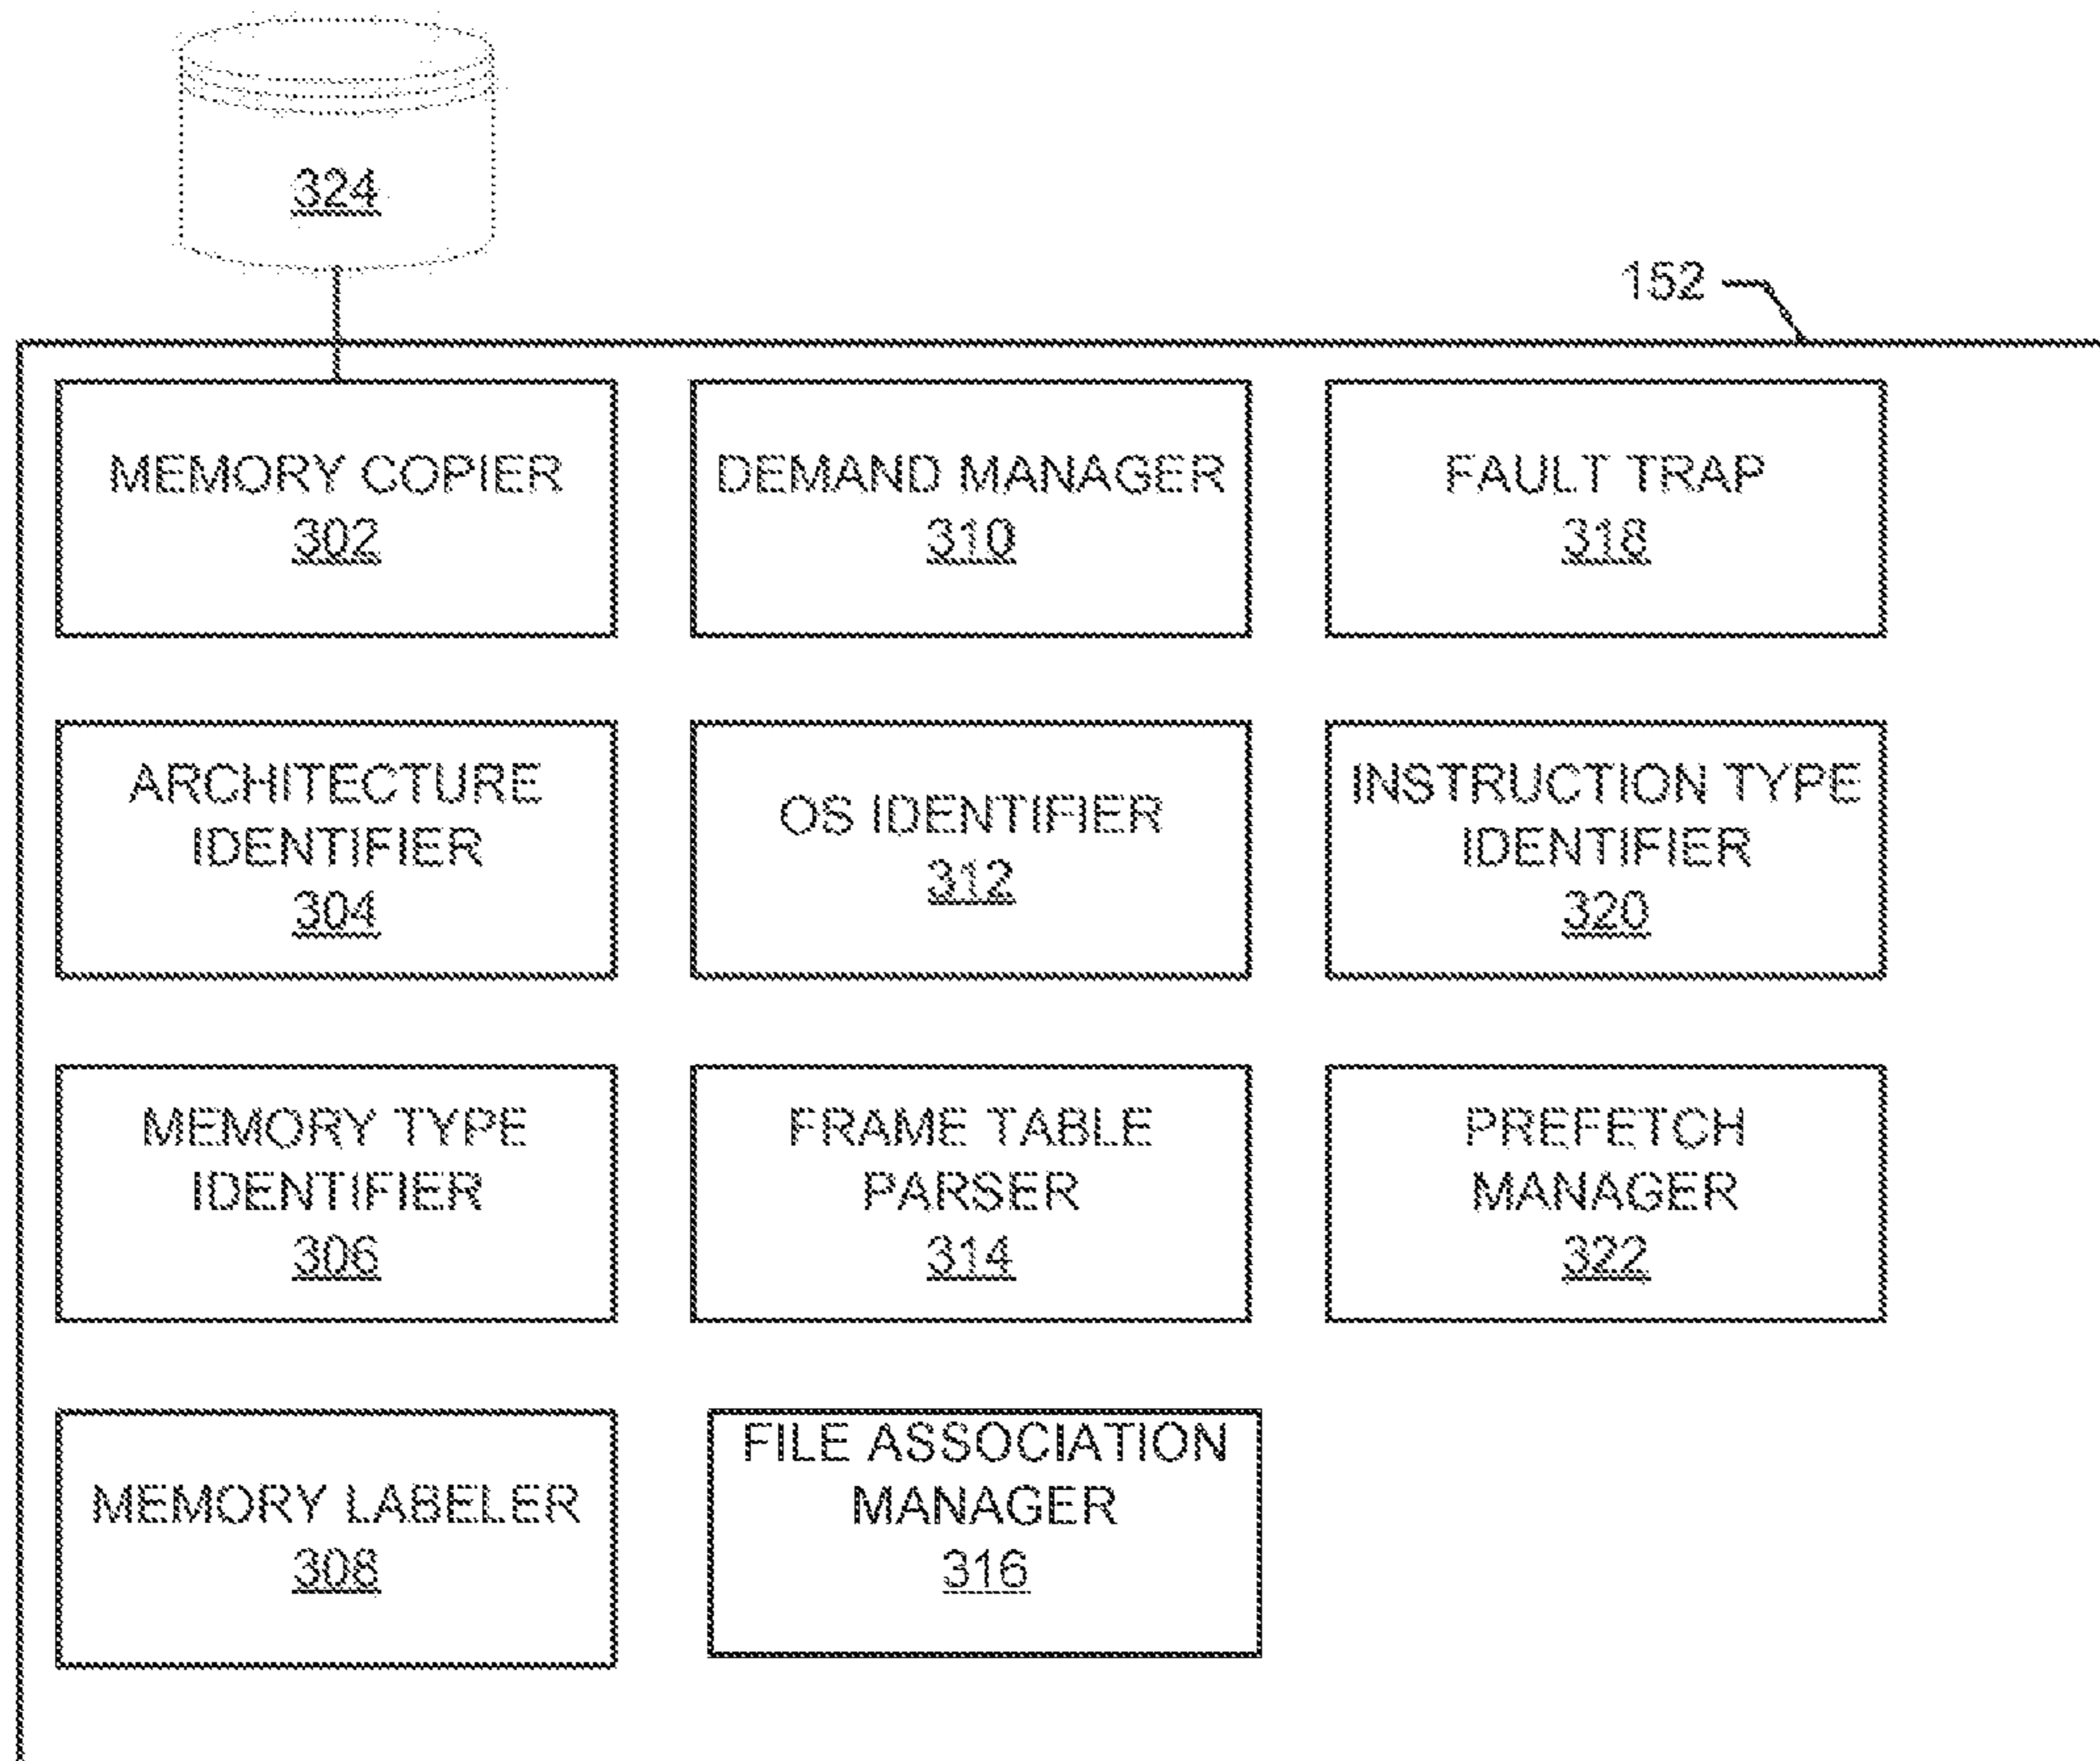 324
152
MEMORY COPIER
302
DEMAND MANAGER
310
FAULT TRAP
318
ARCHITECTURE
IDENTIFIER
304
OS IDENTIFIER
312
INSTRUCTION TYPE
IDENTIFIER
320
MEMORY TYPE
IDENTIFIER
306
FRAME TABLE
PARSER
314
PREFETCH
MANAGER
322
MEMORY LABELER
308
FILE ASSOCIATION
MANAGER
316